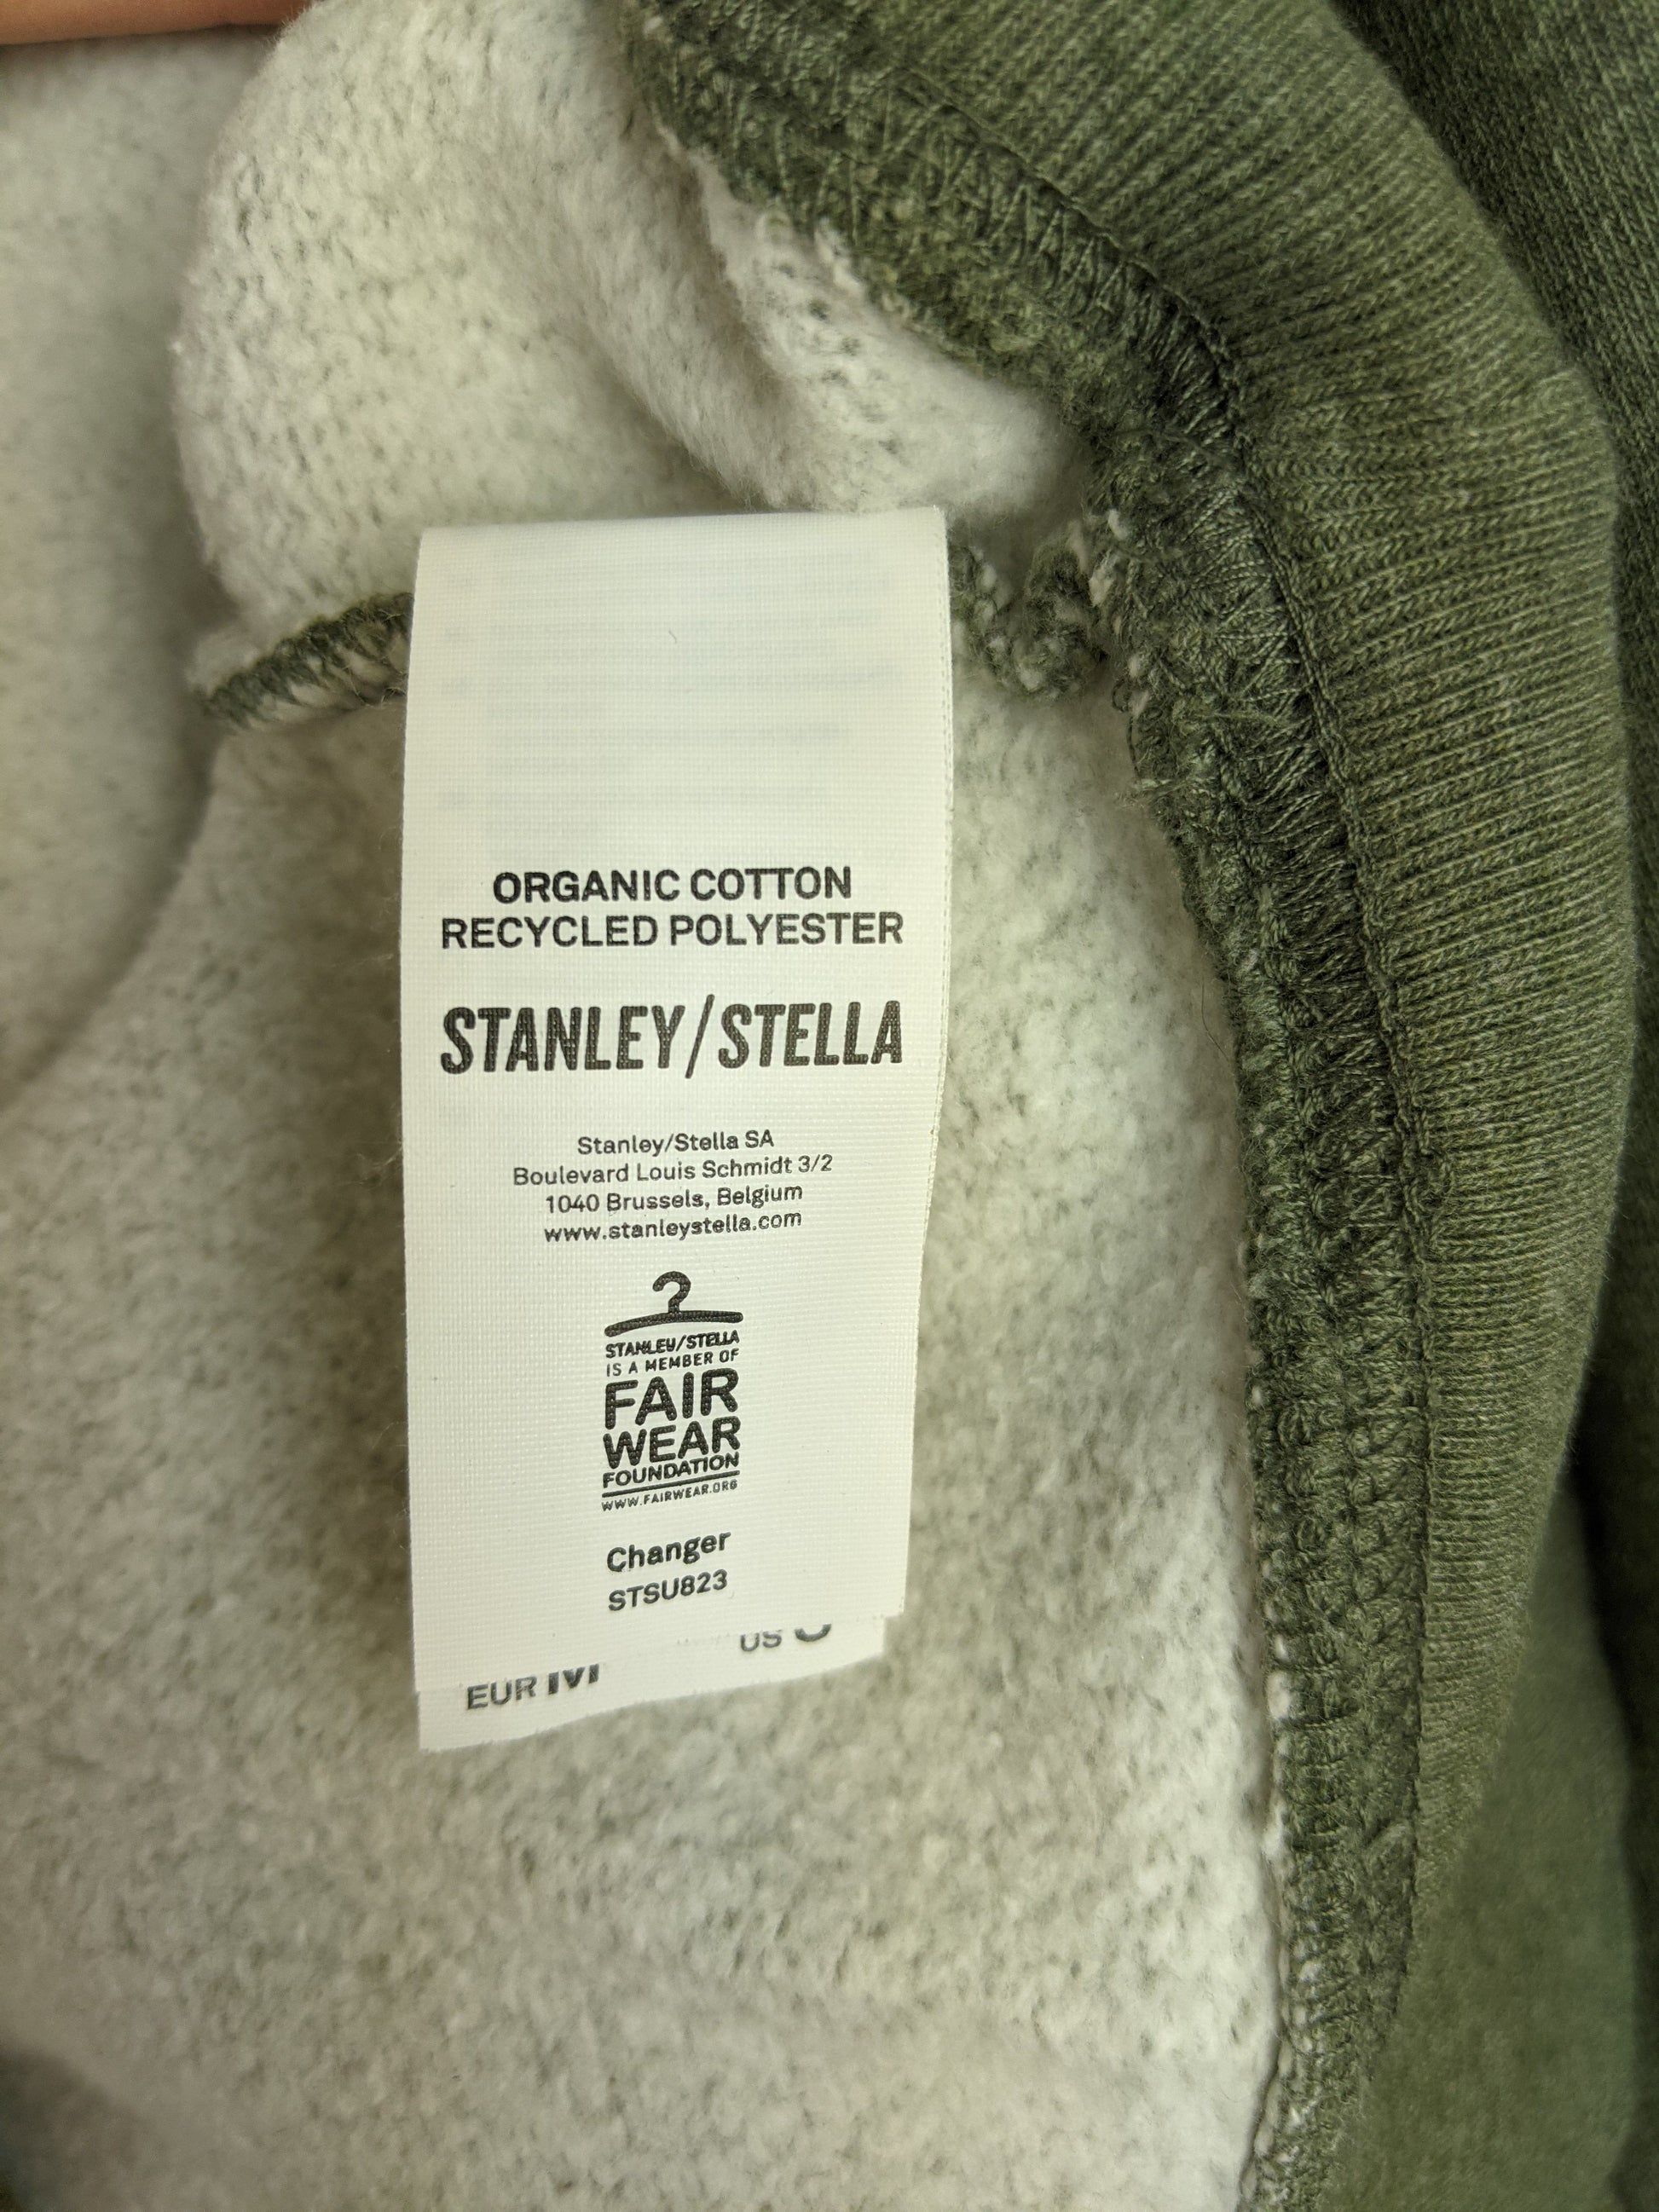 ORGANIC COTTON
RECYCLED POLYESTER
STANLEY/STELLA
Stanley/Stella SA
Boulevard Louis Schmidt 3/2
1040 Brussels, Belgium
www.stanleystella.com
STANLEY/STELLA
IS A MEMBER OF
FAIR
WEAR
FOUNDATION
WWW.FAIRWEAR.ORG
Changer
STSU823
US
EUR